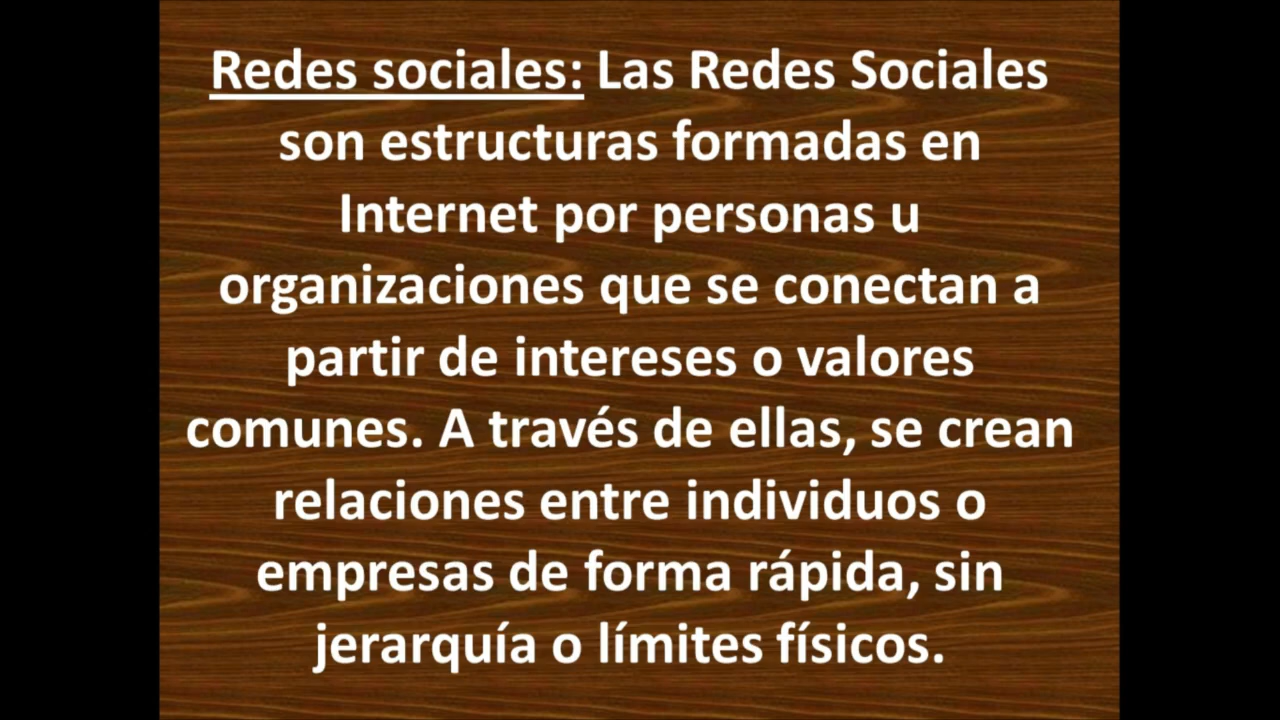 Redes sociales: Las Redes Sociales
son estructuras formadas en
Internet por personas u
organizaciones que se conectan a
partir de intereses o valores
comunes. A través de ellas, se crean
relaciones entre individuos o
empresas de forma rápida, sin
jerarquía o límites físicos.